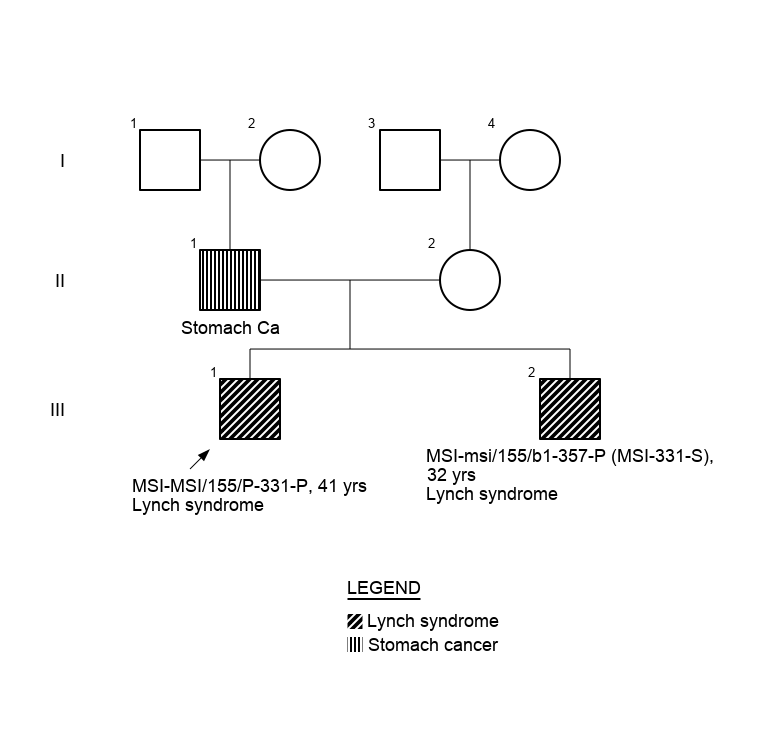 1
2
3
4
I
1
2
II
Stomach Ca
1
2
III
MSI-msi/155/b1-357-P (MSI-331-S),
32 yrs
Lynch syndrome
MSI-MSI/155/P-331-P, 41 yrs
Lynch syndrome
LEGEND
Lynch syndrome
Stomach cancer